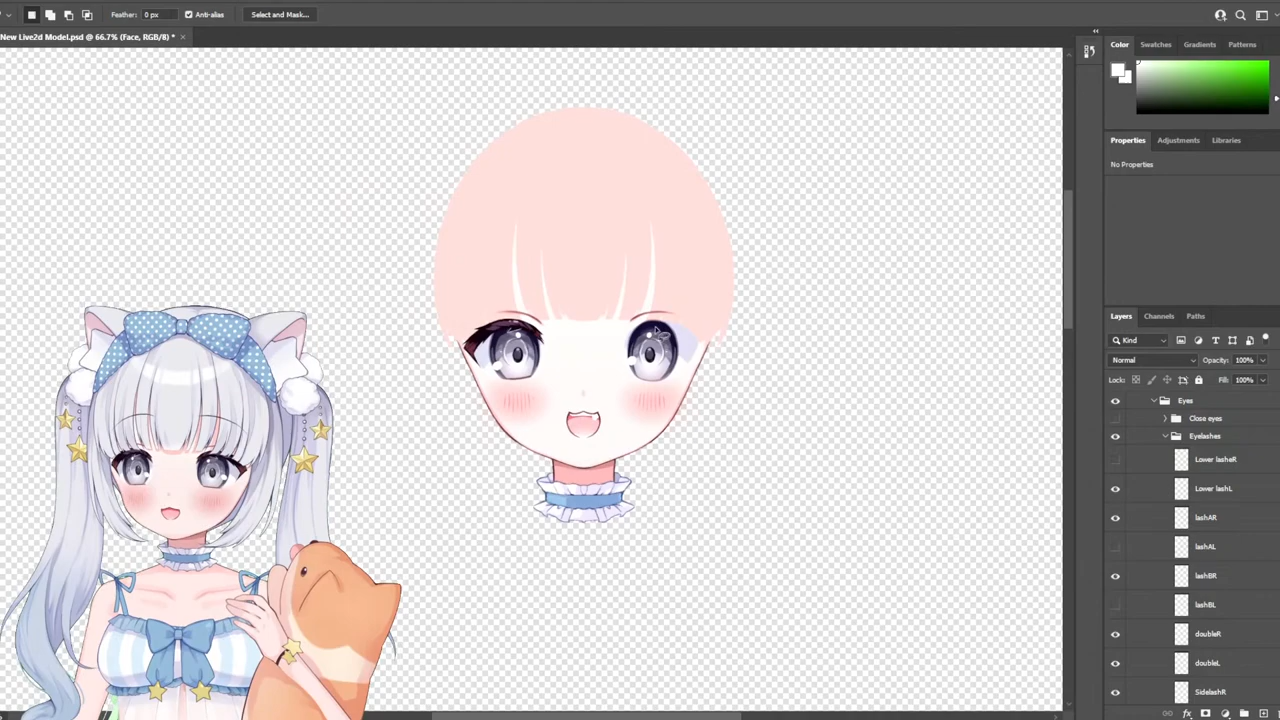 Feather: 0 px Anti-alias Select and Mask...
New Live2d Model.psd @ 66.7% (Face, RGB/8) * ×
Color Swatches Gradients Patterns
Properties Adjustments Libraries
No Properties
Layers Channels Paths
Kind
Normal Opacity: 100%
Lock: Fill: 100%
Eyes
Close eyes
Eyelashes
Lower lasheR
Lower lashL
lashAR
lashAL
lashBR
lashBL
doubleR
doubleL
SidelashR
fx